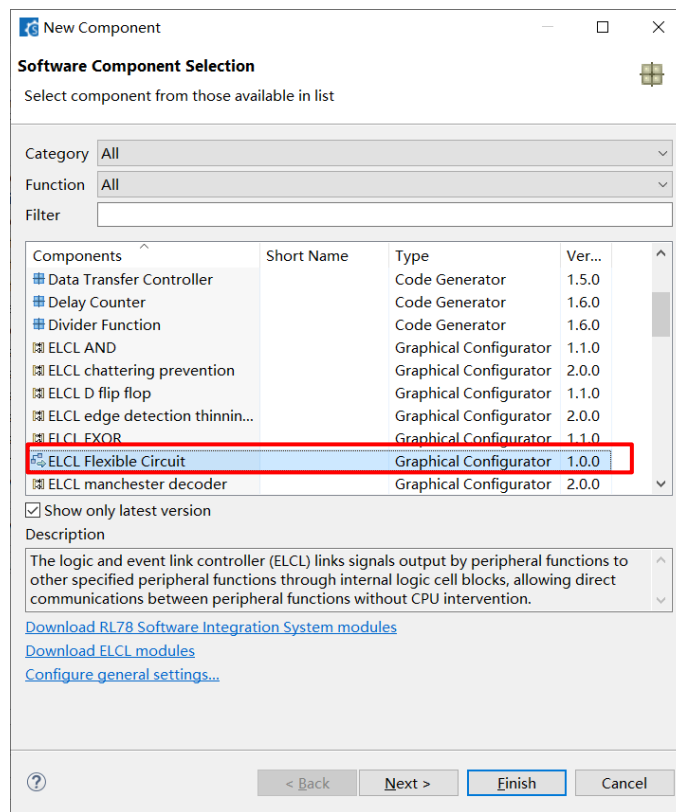 New Component
Software Component Selection
Select component from those available in list
Category All
Function All
Filter
Components Short Name Type Ver...
Data Transfer Controller Code Generator 1.5.0
Delay Counter Code Generator 1.6.0
Divider Function Code Generator 1.6.0
ELCL AND Graphical Configurator 1.1.0
ELCL chattering prevention Graphical Configurator 2.0.0
ELCL D flip flop Graphical Configurator 1.1.0
ELCL edge detection thinnin... Graphical Configurator 2.0.0
ELCL EXOR Graphical Configurator 1.1.0
ELCL Flexible Circuit Graphical Configurator 1.0.0
ELCL manchester decoder Graphical Configurator 2.0.0
Show only latest version
Description
The logic and event link controller (ELCL) links signals output by peripheral functions to
other specified peripheral functions through internal logic cell blocks, allowing direct
communications between peripheral functions without CPU intervention.
Download RL78 Software Integration System modules
Download ELCL modules
Configure general settings...
? < Back Next > Finish Cancel